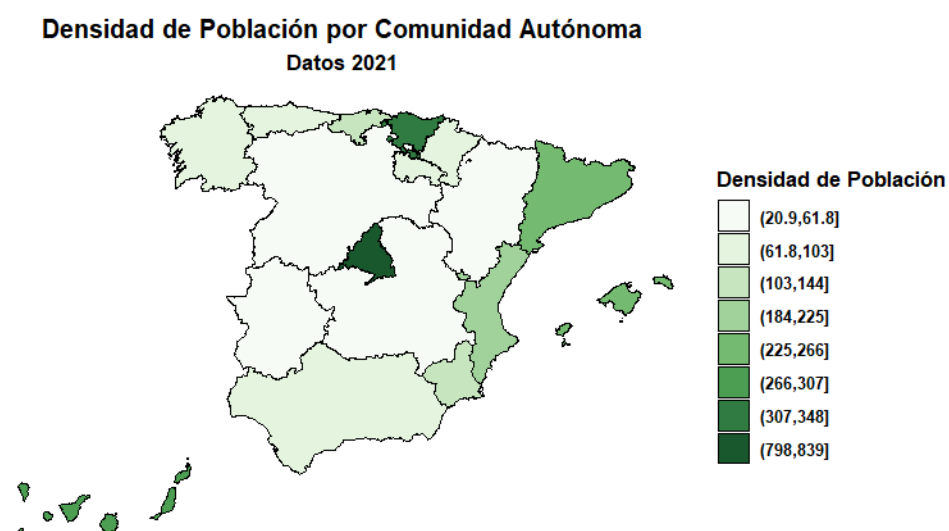 Densidad de Población por Comunidad Autónoma
Datos 2021
Densidad de Población
(20.9,61.8]
(61.8,103]
(103,144]
(184,225]
(225,266]
(266,307]
(307,348]
(798,839]